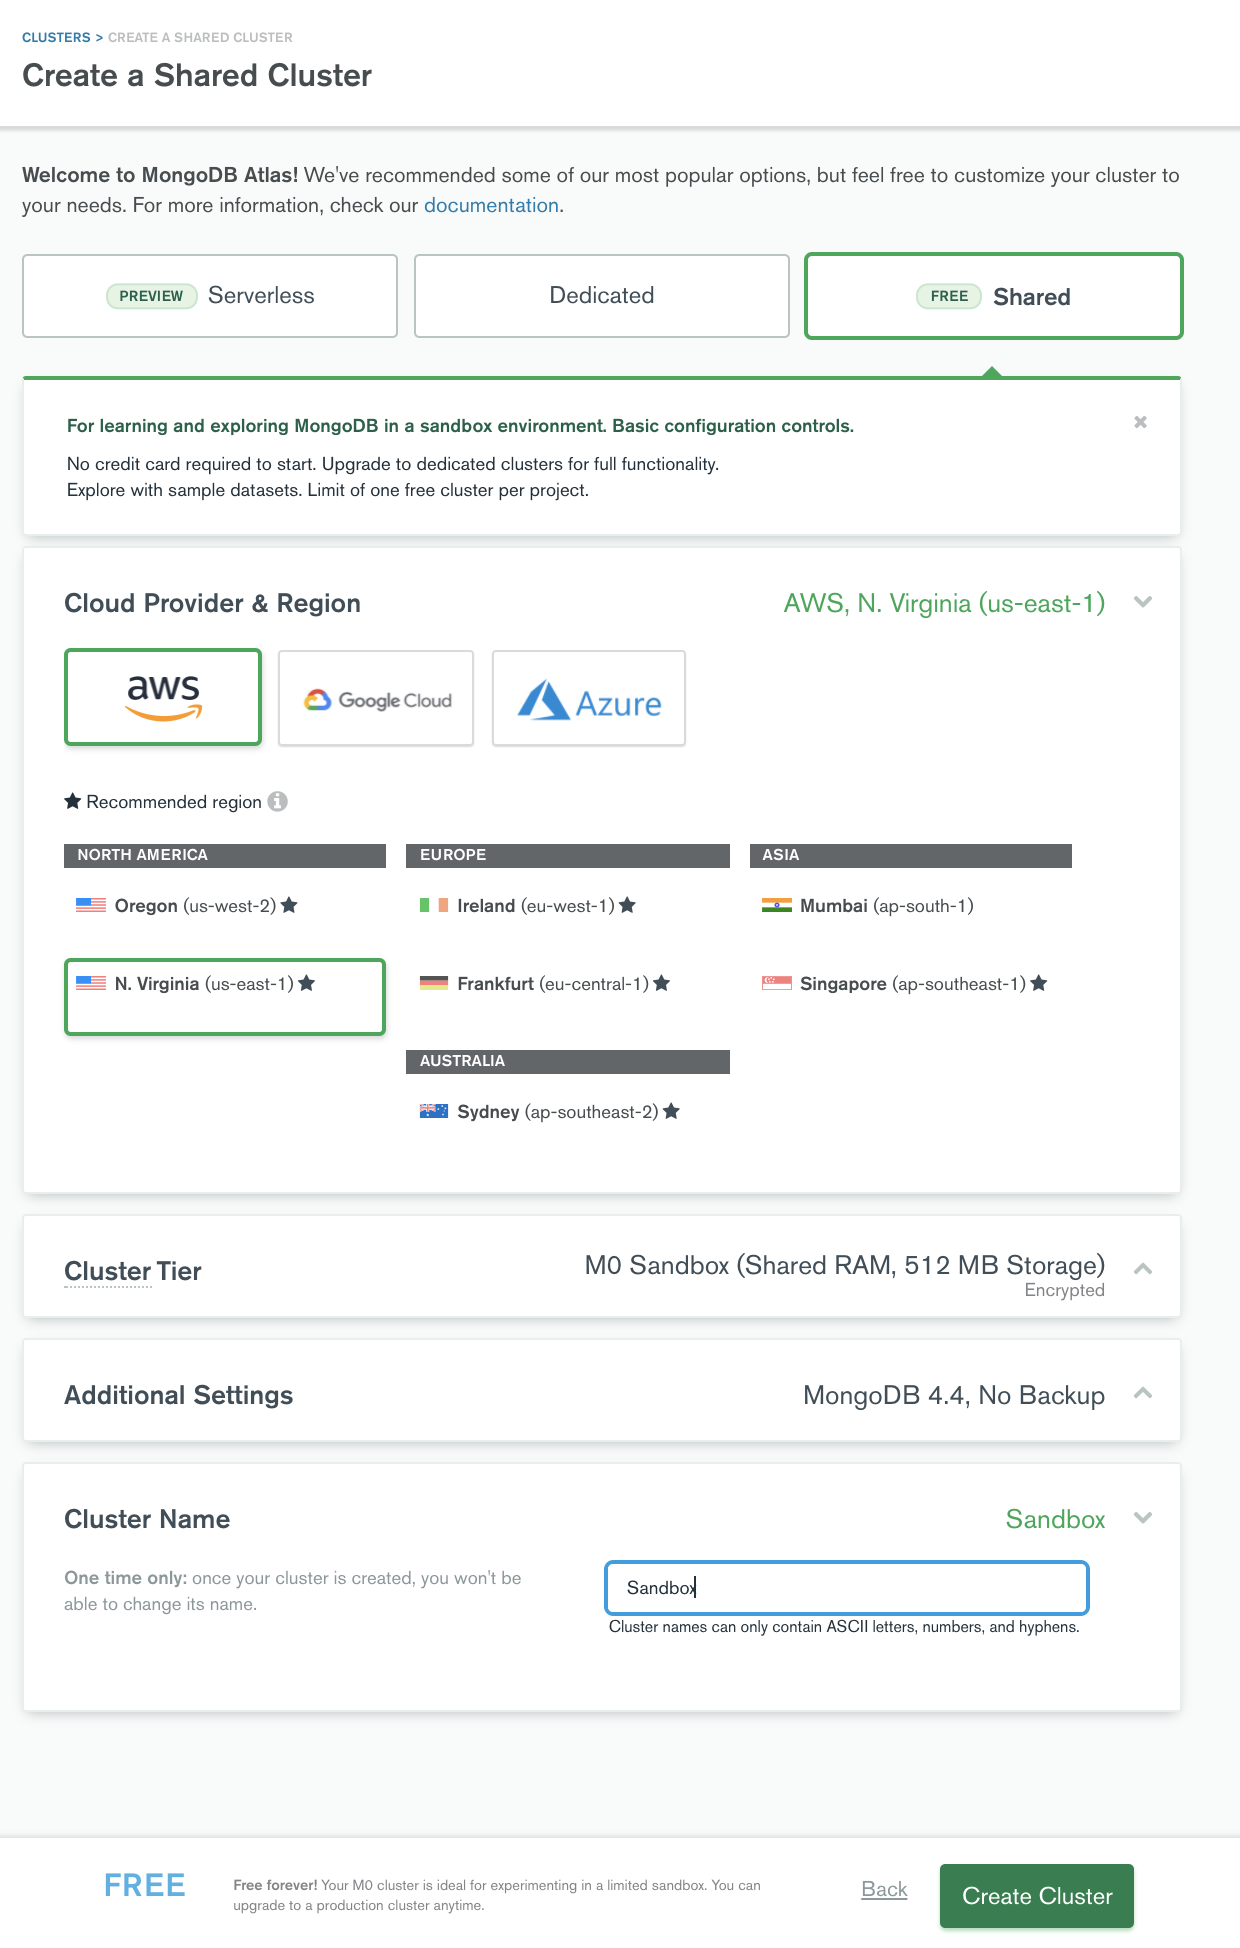 CLUSTERS > CREATE A SHARED CLUSTER
Create a Shared Cluster
Welcome to MongoDB Atlas! We've recommended some of our most popular options, but feel free to customize your cluster to
your needs. For more information, check our documentation.
PREVIEW Serverless
Dedicated
FREE Shared
For learning and exploring MongoDB in a sandbox environment. Basic configuration controls.
No credit card required to start. Upgrade to dedicated clusters for full functionality.
Explore with sample datasets. Limit of one free cluster per project.
Cloud Provider & Region
AWS, N. Virginia (us-east-1)
aws
Google Cloud
Azure
★ Recommended region
NORTH AMERICA
Oregon (us-west-2) ★
N. Virginia (us-east-1) ★
EUROPE
Ireland (eu-west-1) ★
Frankfurt (eu-central-1) ★
AUSTRALIA
Sydney (ap-southeast-2) ★
ASIA
Mumbai (ap-south-1)
Singapore (ap-southeast-1) ★
Cluster Tier
M0 Sandbox (Shared RAM, 512 MB Storage)
Encrypted
Additional Settings
MongoDB 4.4, No Backup
Cluster Name
Sandbox
One time only: once your cluster is created, you won't be
able to change its name.
Sandbox
Cluster names can only contain ASCII letters, numbers, and hyphens.
FREE
Free forever! Your M0 cluster is ideal for experimenting in a limited sandbox. You can
upgrade to a production cluster anytime.
Back
Create Cluster